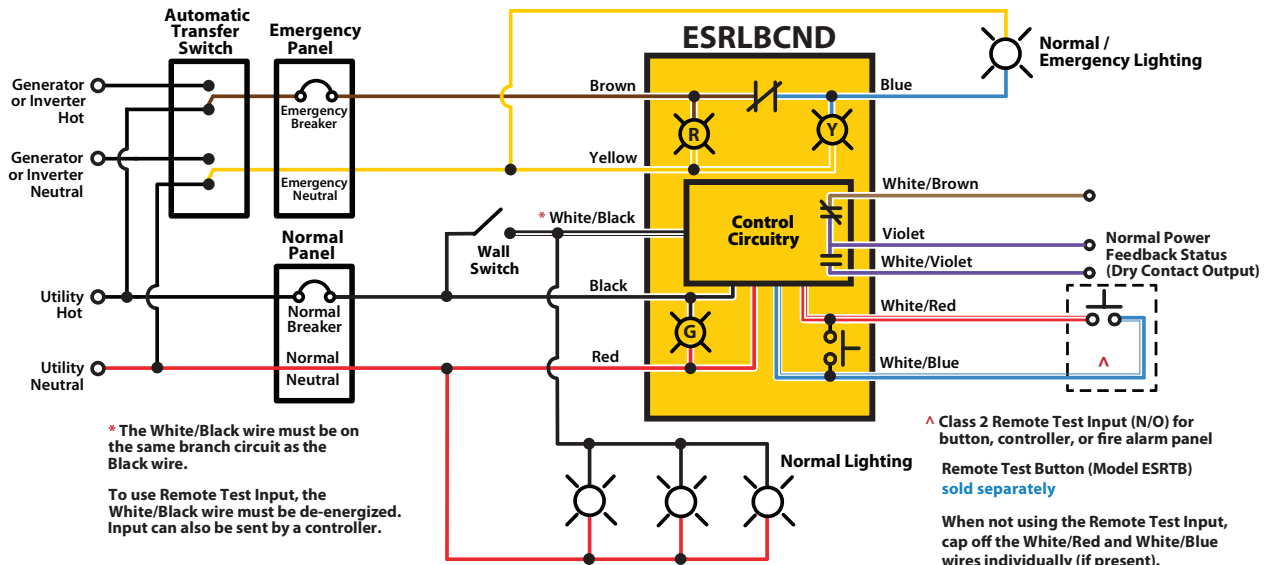 ESRLBCND
Automatic
Transfer
Switch
Emergency
Panel
Normal /
Emergency Lighting
Generator
or Inverter
Hot
Emergency
Breaker
Brown
Blue
R
Y
Generator
or Inverter
Neutral
Emergency
Neutral
Yellow
White/Brown
* White/Black
Control
Circuitry
Wall
Switch
Violet
White/Violet
Normal Power
Feedback Status
(Dry Contact Output)
Normal
Panel
Utility
Hot
Normal
Breaker
Black
G
White/Red
Utility
Neutral
Normal
Neutral
Red
White/Blue
^
* The White/Black wire must be on
the same branch circuit as the
Black wire.
To use Remote Test Input, the
White/Black wire must be de-energized.
Input can also be sent by a controller.
Normal Lighting
^ Class 2 Remote Test Input (N/O) for
button, controller, or fire alarm panel
Remote Test Button (Model ESRTB)
sold separately
When not using the Remote Test Input,
cap off the White/Red and White/Blue
wires individually (if present).